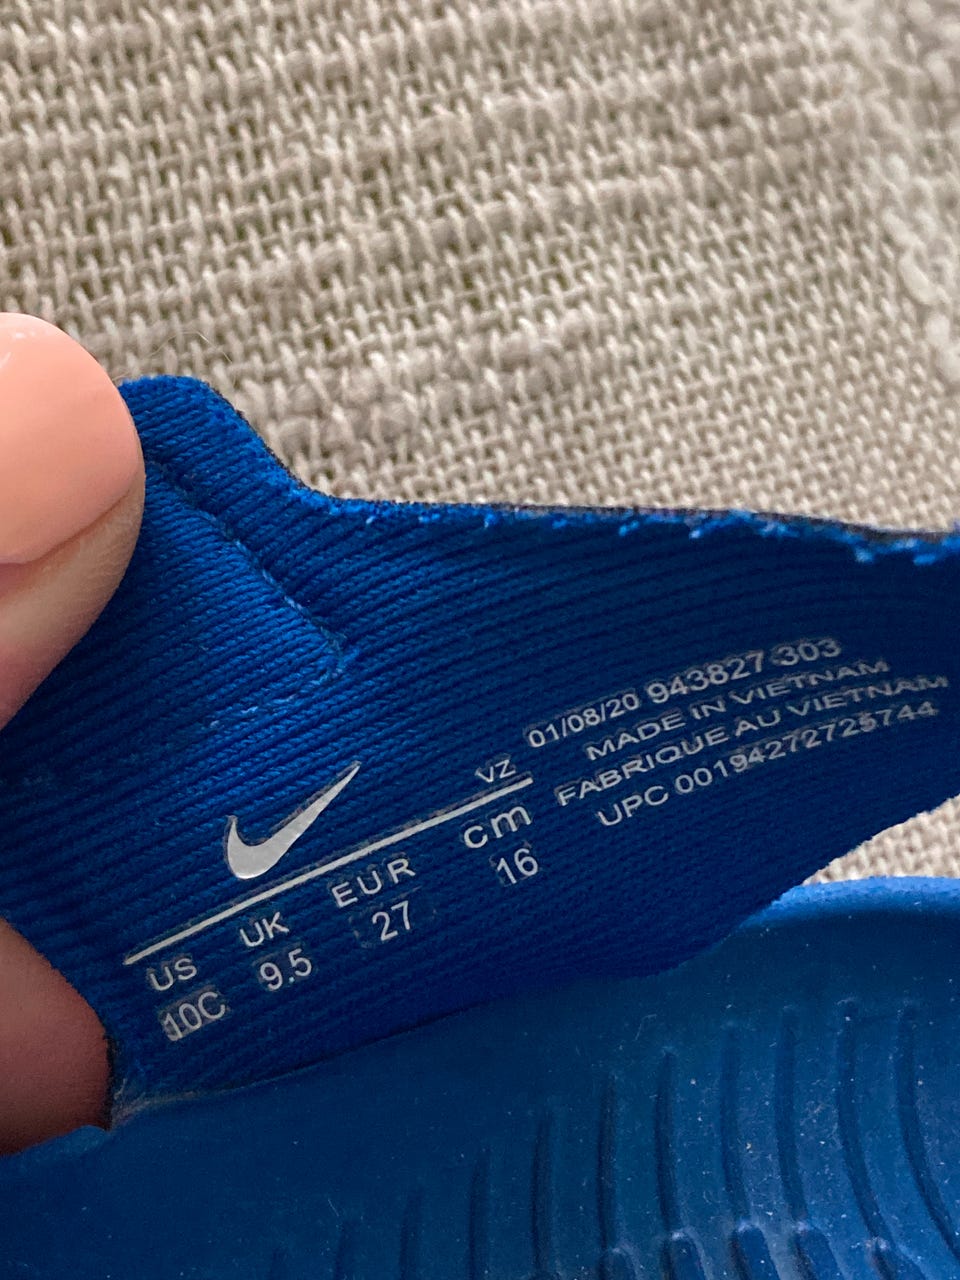 01/08/20 943827-303
MADE IN VIETNAM
FABRIQUE AU VIETNAM
UPC 00194272725744
VZ
US UK EUR cm
10C 9.5 27 16